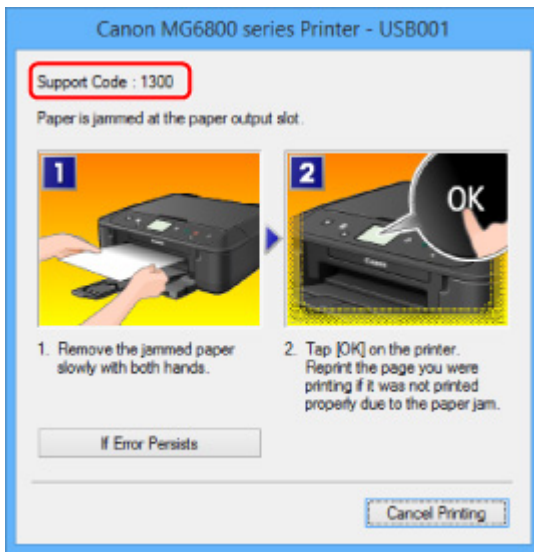 Canon MG6800 series Printer - USB001
Support Code : 1300
Paper is jammed at the paper output slot.
1
2
OK
Canon
Canon
1. Remove the jammed paper
slowly with both hands.
2. Tap [OK] on the printer.
Reprint the page you were
printing if it was not printed
properly due to the paper jam.
If Error Persists
Cancel Printing